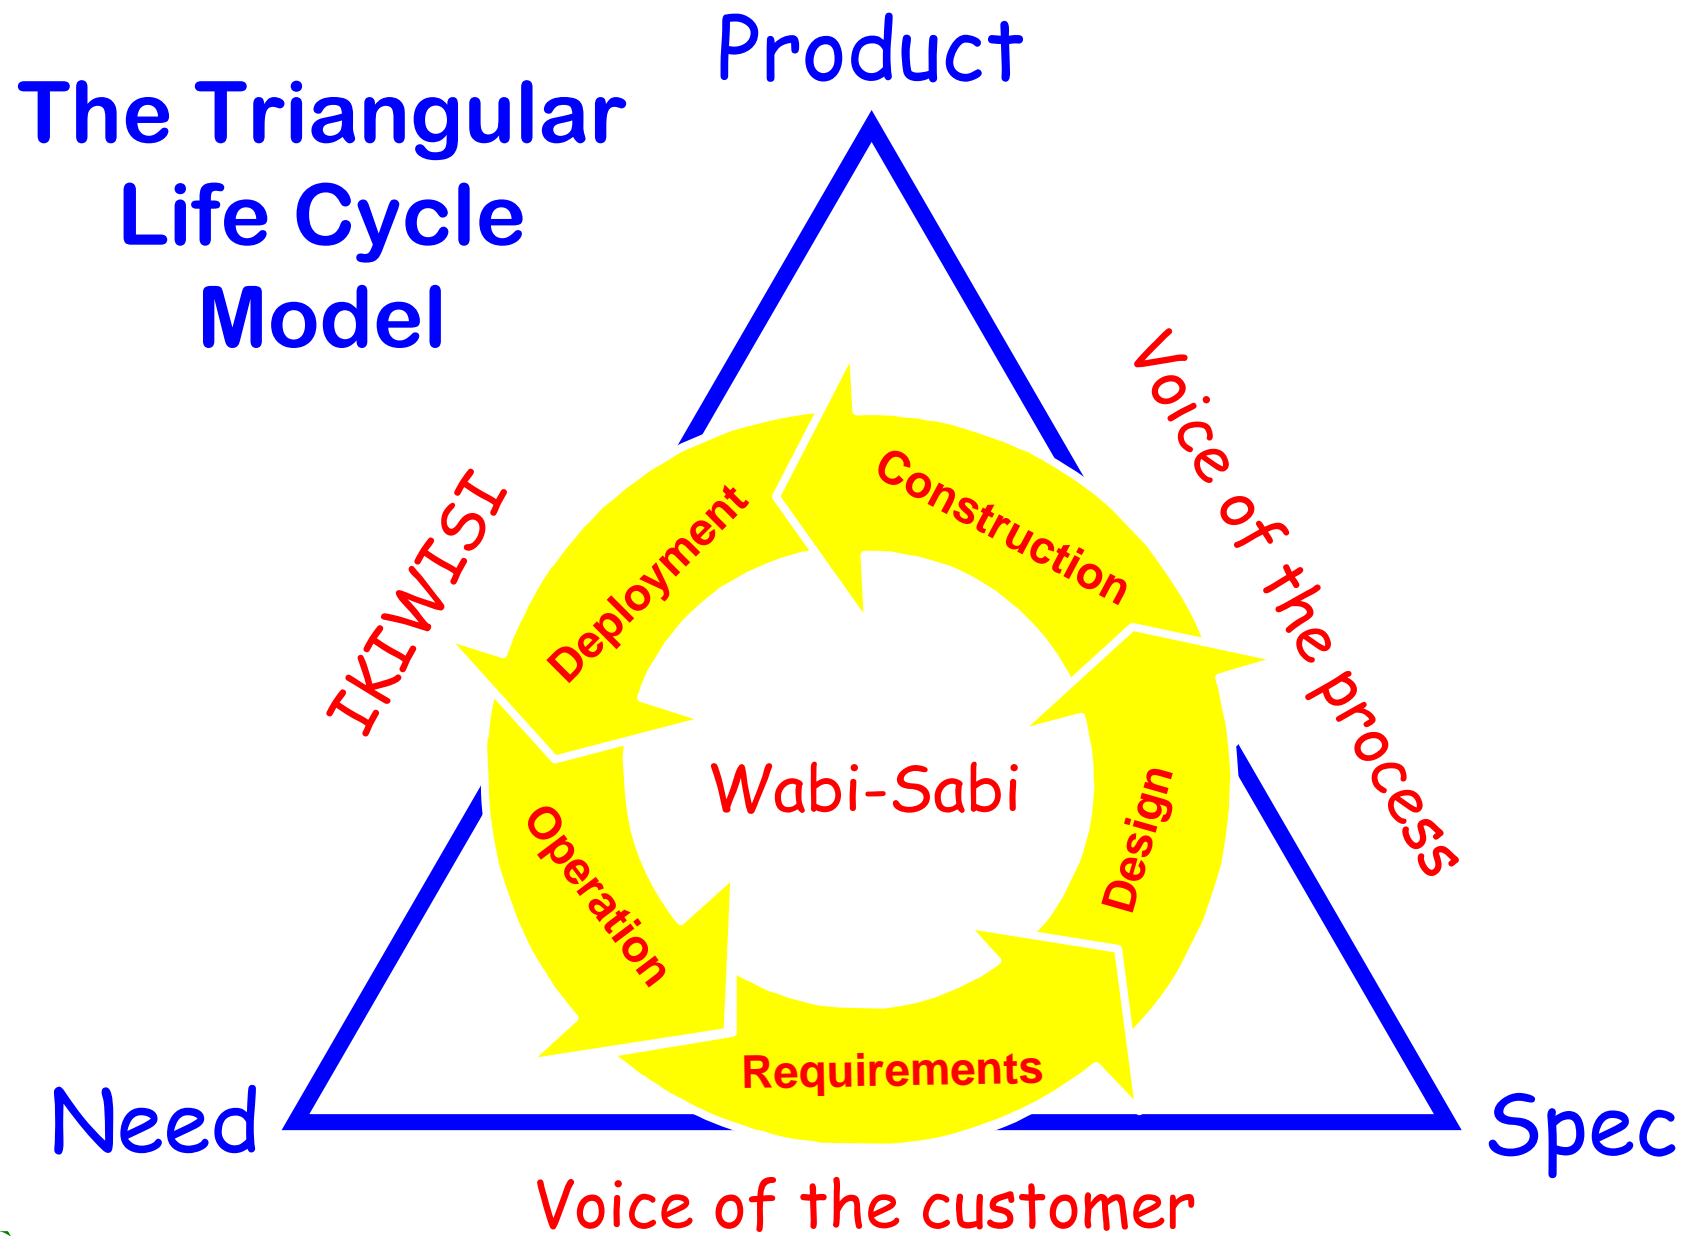 Product
The Triangular
Life Cycle
Model
Voice of the process
Construction
Deployment
IKIWISI
Wabi-Sabi
Design
Operation
Requirements
Need
Spec
Voice of the customer